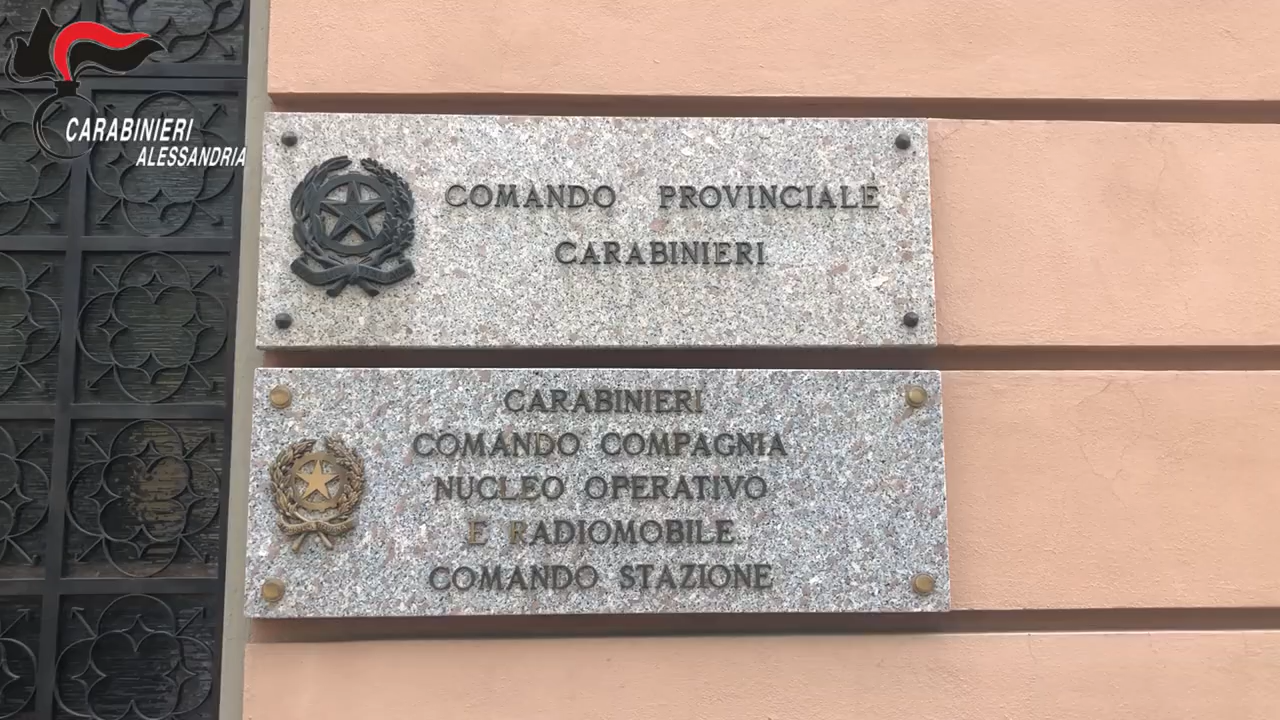 CARABINIERI
ALESSANDRIA
COMANDO PROVINCIALE
CARABINIERI
CARABINIERI
COMANDO COMPAGNIA
NUCLEO OPERATIVO
E RADIOMOBILE
COMANDO STAZIONE